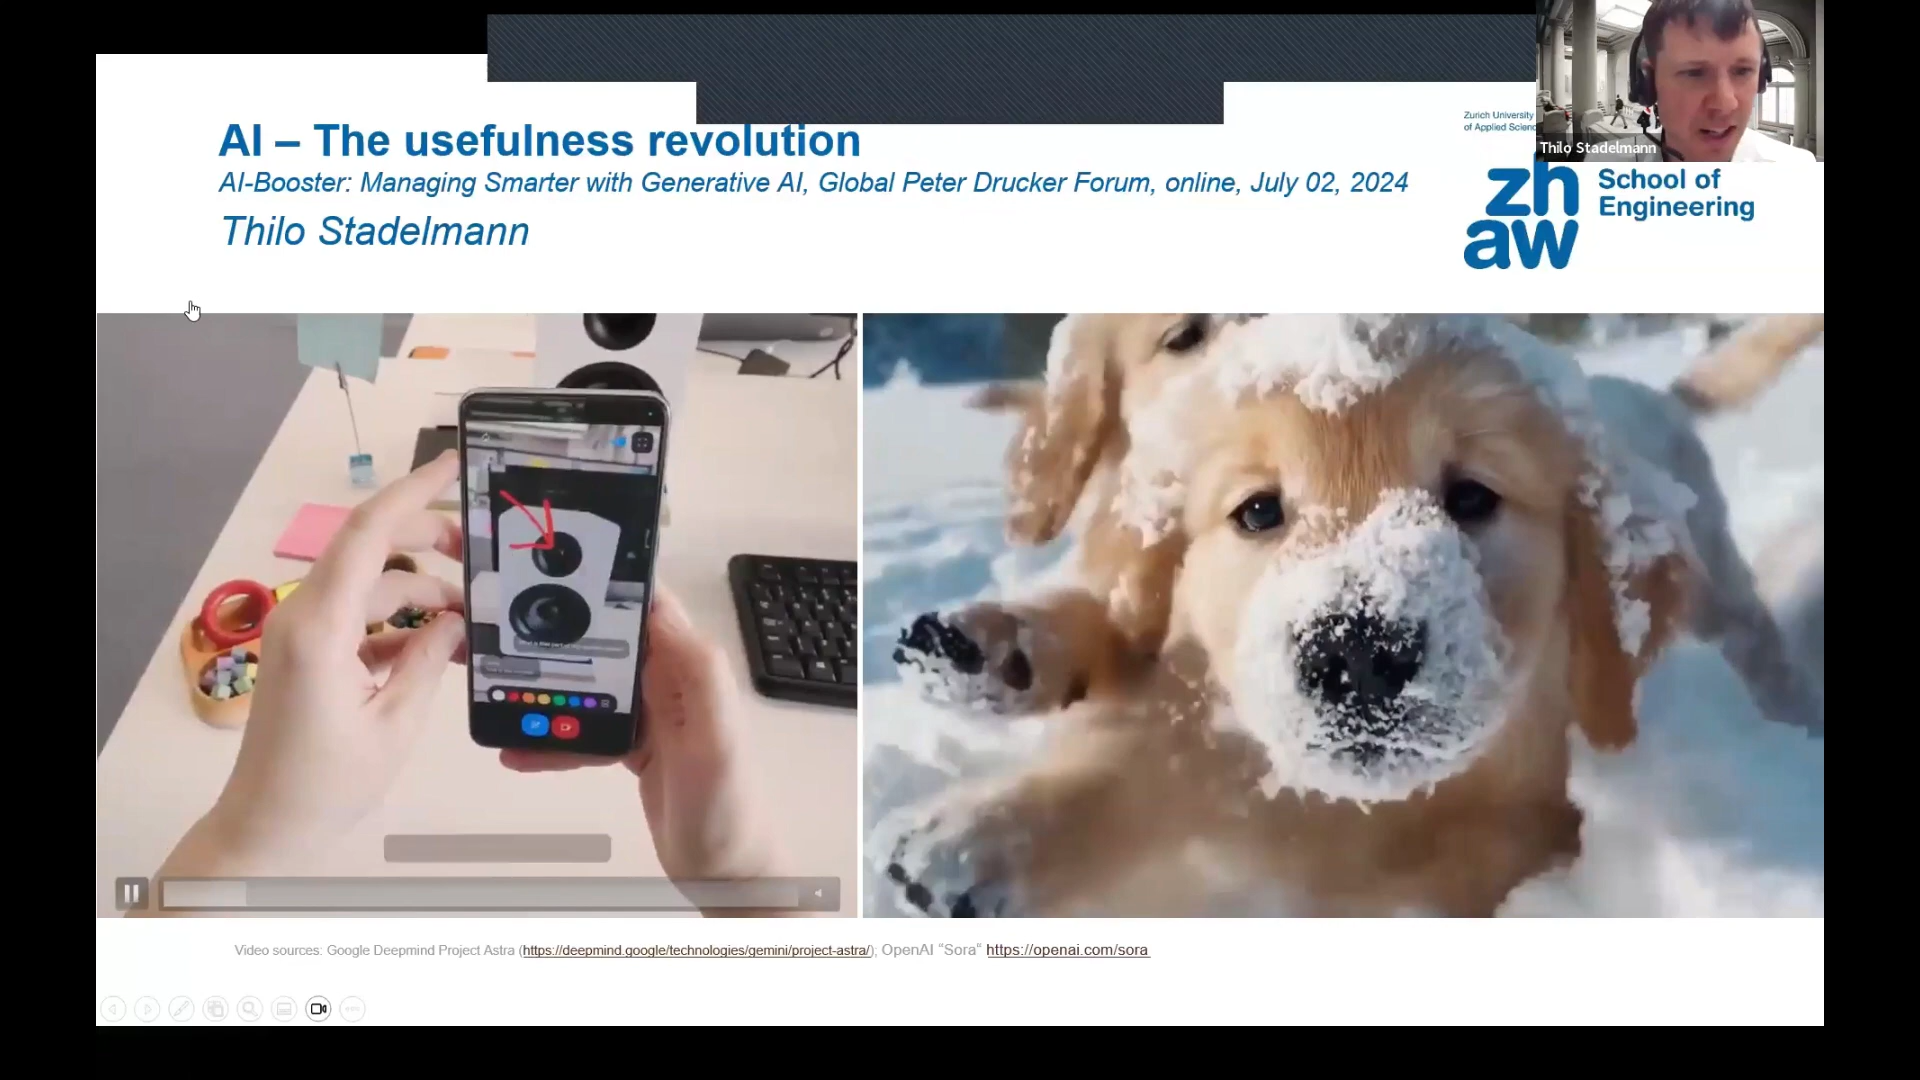 AI – The usefulness revolution
AI-Booster: Managing Smarter with Generative AI, Global Peter Drucker Forum, online, July 02, 2024
Thilo Stadelmann
Zurich University
of Applied Scienc
Thilo Stadelmann
zh
aw
School of
Engineering
Video sources: Google Deepmind Project Astra (https://deepmind.google/technologies/gemini/project-astra/); OpenAI “Sora“ https://openai.com/sora